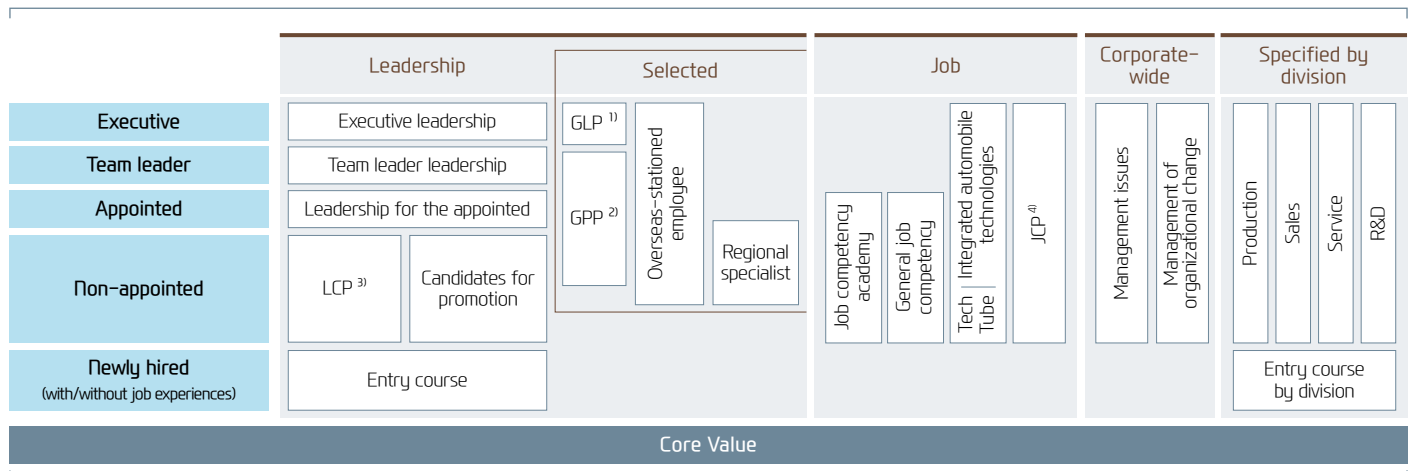 Leadership
Selected
Job
Corporate-
wide
Specified by
division
Executive
Executive leadership
GLP 1)
Team leader
Team leader leadership
Appointed
Leadership for the appointed
GPP 2)
Overseas-stationed
employee
Regional
specialist
Non-appointed
LCP 3)
Candidates for
promotion
Job competency
academy
General job
competency
Tech
Tube
Integrated automobile
technologies
JCP 4)
Management issues
Management of
organizational change
Production
Sales
Service
R&D
Newly hired
(with/without job experiences)
Entry course
Entry course
by division
Core Value